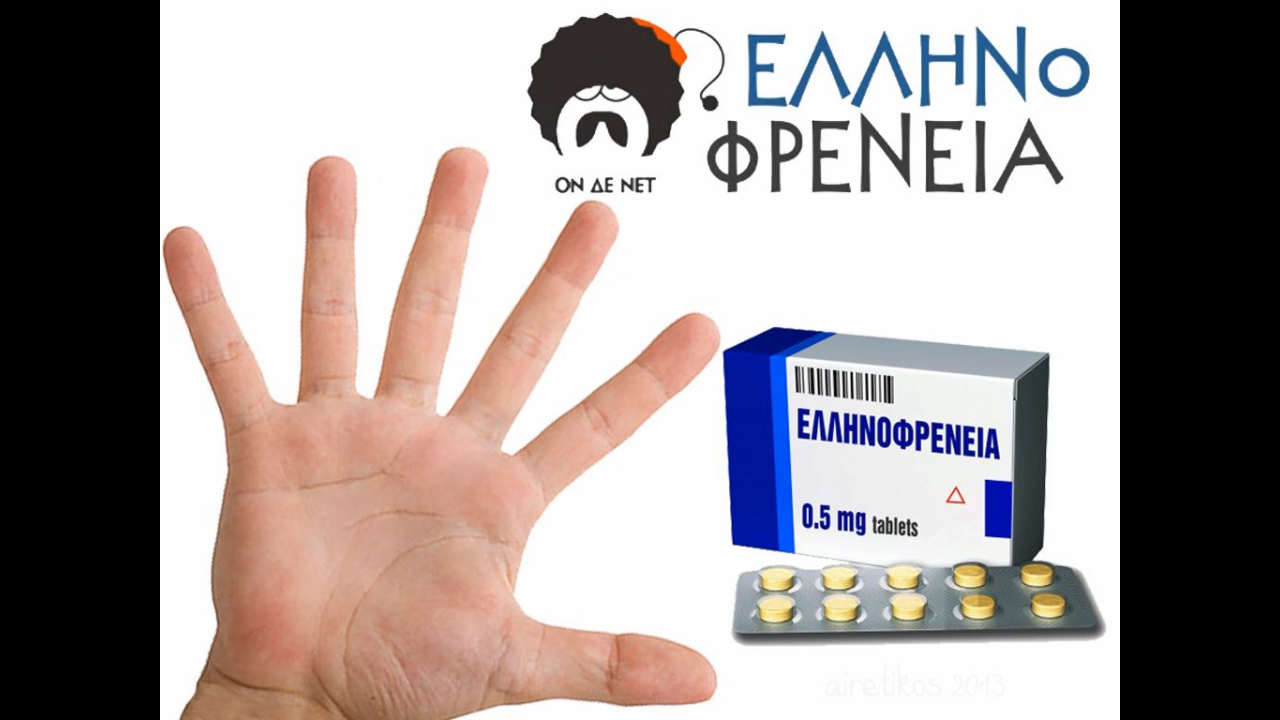 ΕΛΛΗΝο
ΦΡΕΝΕΙΑ
ΟΝ ΔΕ ΝΕΤ
ΕΛΛΗΝΟΦΡΕΝΕΙΑ
0.5 mg tablets
airetikos 2013